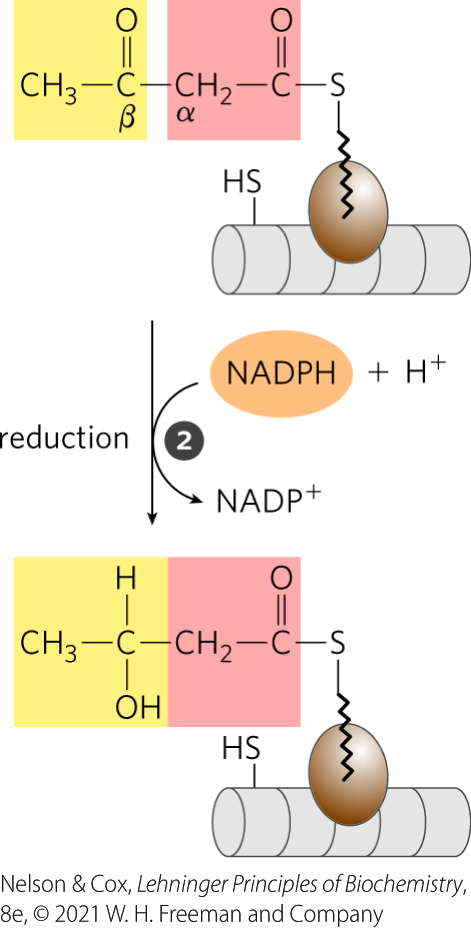 O O
CH₃—C—CH₂—C—S
β α
HS
NADPH + H⁺
reduction 2
NADP⁺
H O
CH₃—C—CH₂—C—S
OH
HS
Nelson & Cox, Lehninger Principles of Biochemistry,
8e, © 2021 W. H. Freeman and Company